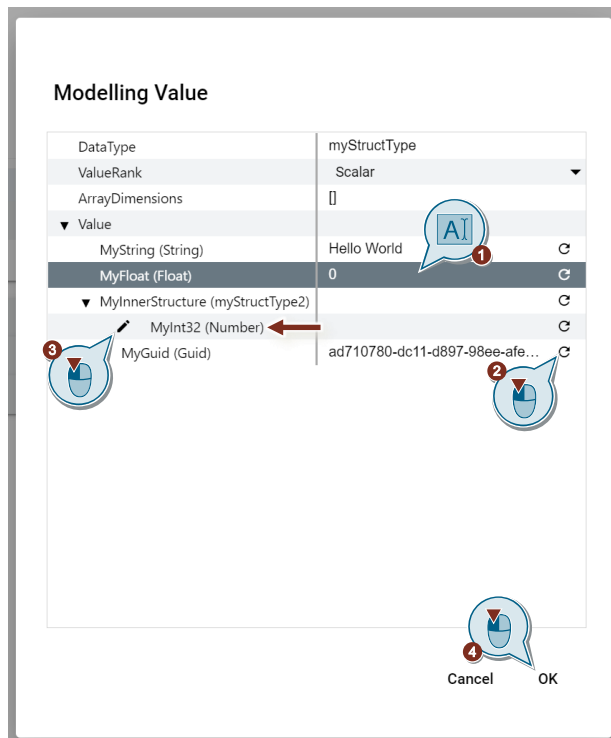 Modelling Value
DataType myStructType
ValueRank Scalar
ArrayDimensions []
Value
A 1
MyString (String) Hello World
MyFloat (Float) 0
MyInnerStructure (myStructType2)
MyInt32 (Number)
3
MyGuid (Guid) ad710780-dc11-d897-98ee-afe...
2
4
Cancel OK